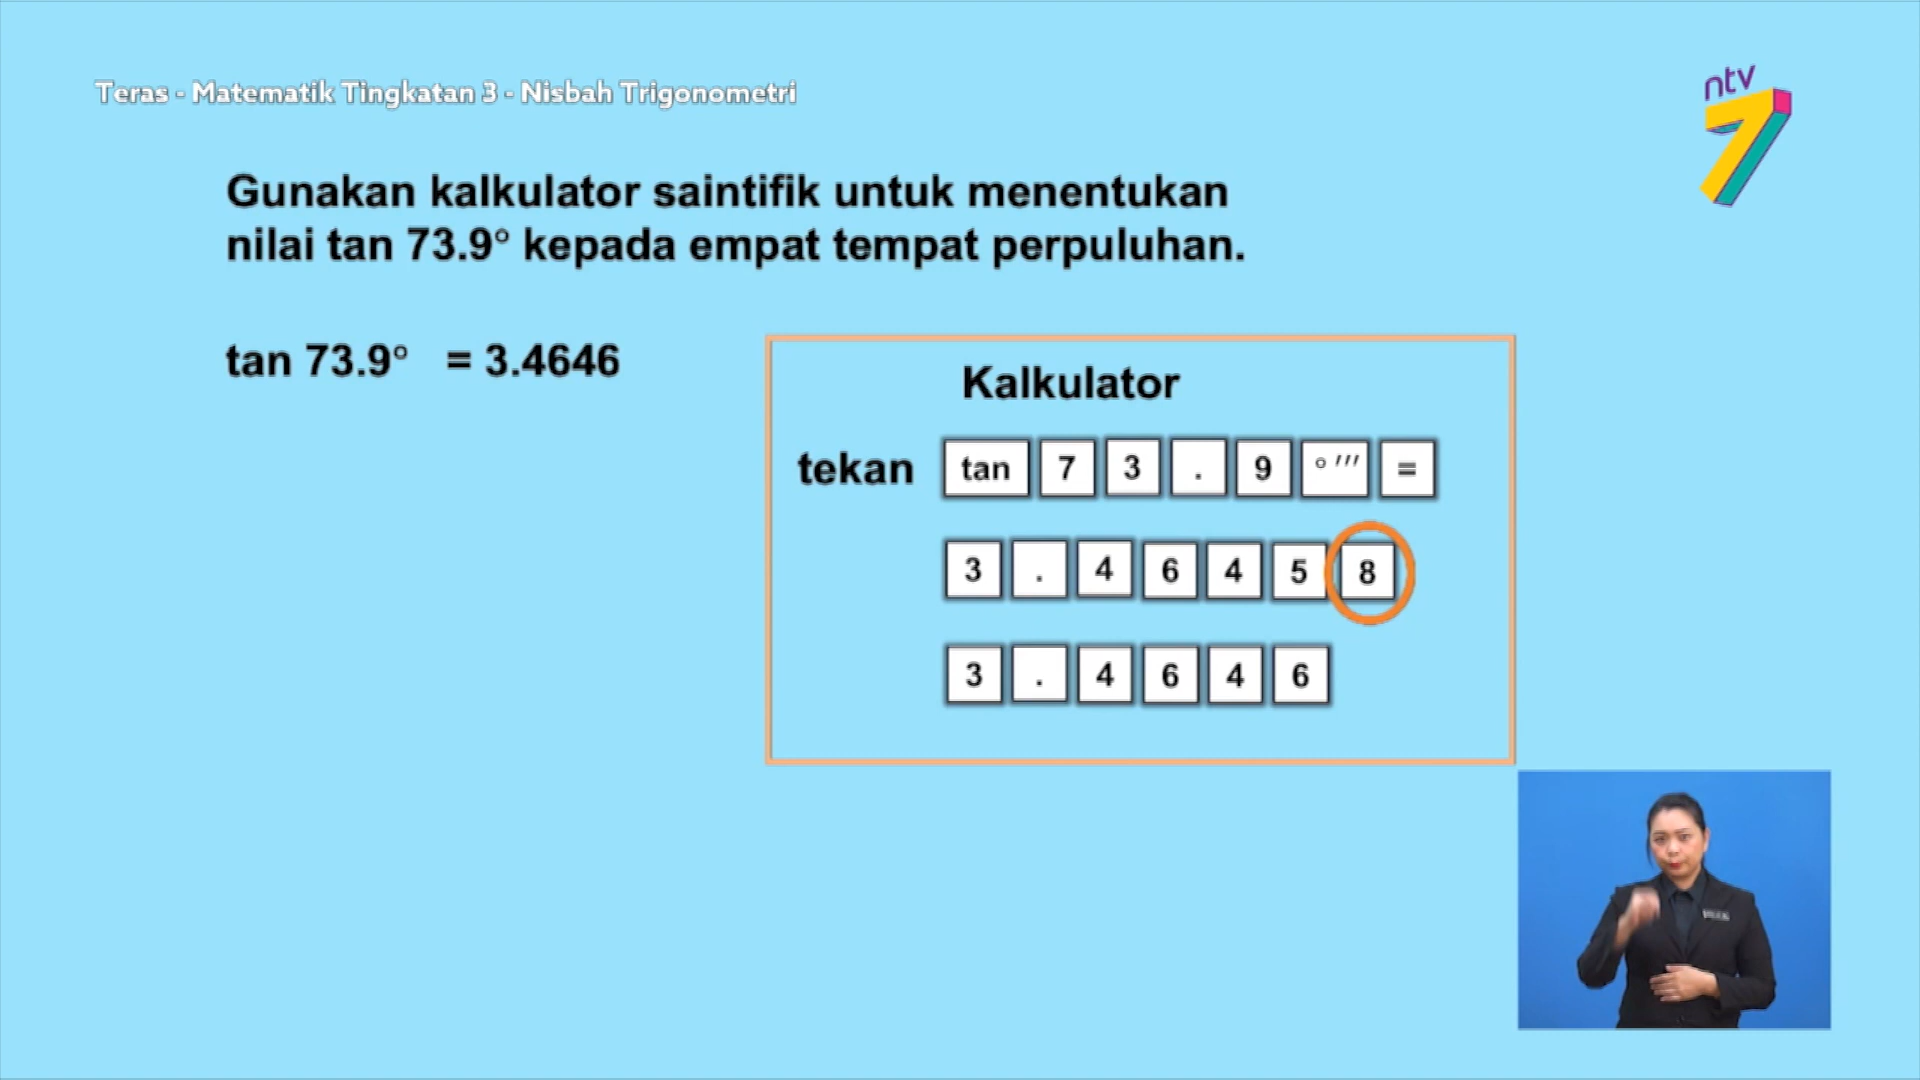 Teras - Matematik Tingkatan 3 - Nisbah Trigonometri
ntv
7
Gunakan kalkulator saintifik untuk menentukan
nilai tan 73.9° kepada empat tempat perpuluhan.
tan 73.9° = 3.4646
Kalkulator
tekan tan 7 3 . 9 ° ′ ″ =
3 . 4 6 4 5 8
3 . 4 6 4 6